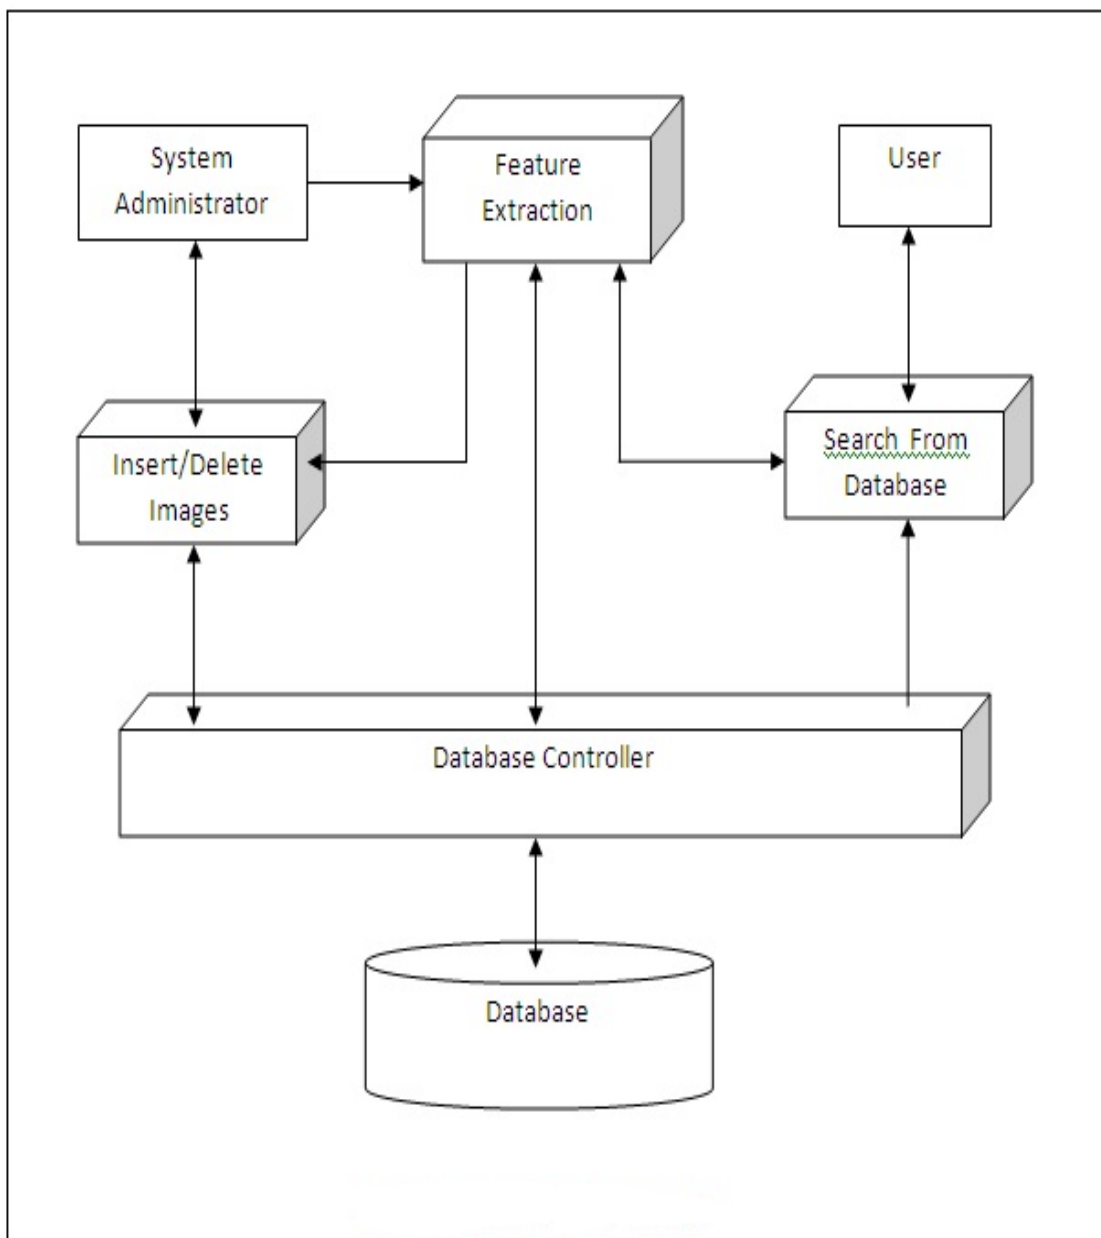 System
Administrator
Feature
Extraction
User
Insert/Delete
Images
Search From
Database
Database Controller
Database